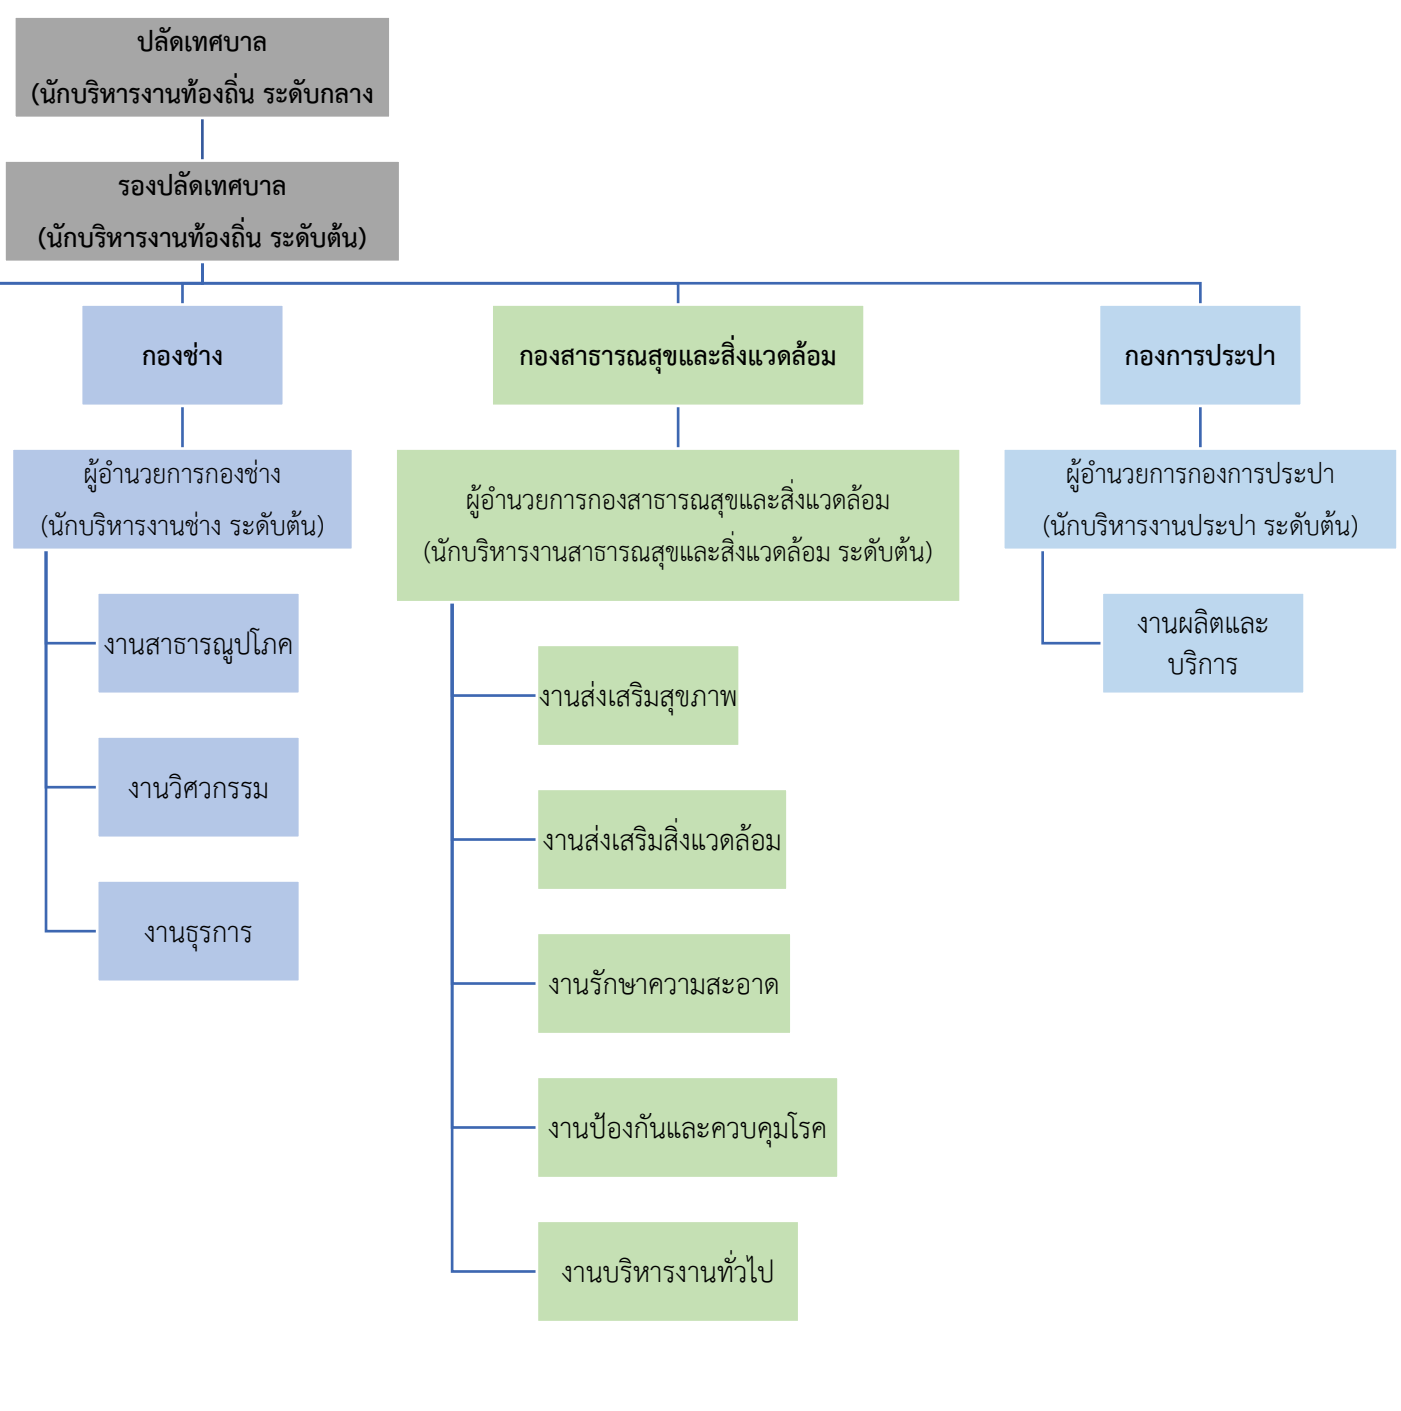 ปลัดเทศบาล
(นักบริหารงานท้องถิ่น ระดับกลาง
รองปลัดเทศบาล
(นักบริหารงานท้องถิ่น ระดับต้น)
กองช่าง
ผู้อำนวยการกองช่าง
(นักบริหารงานช่าง ระดับต้น)
งานสาธารณูปโภค
งานวิศวกรรม
งานธุรการ
กองสาธารณสุขและสิ่งแวดล้อม
ผู้อำนวยการกองสาธารณสุขและสิ่งแวดล้อม
(นักบริหารงานสาธารณสุขและสิ่งแวดล้อม ระดับต้น)
งานส่งเสริมสุขภาพ
งานส่งเสริมสิ่งแวดล้อม
งานรักษาความสะอาด
งานป้องกันและควบคุมโรค
งานบริหารงานทั่วไป
กองการประปา
ผู้อำนวยการกองการประปา
(นักบริหารงานประปา ระดับต้น)
งานผลิตและ
บริการ